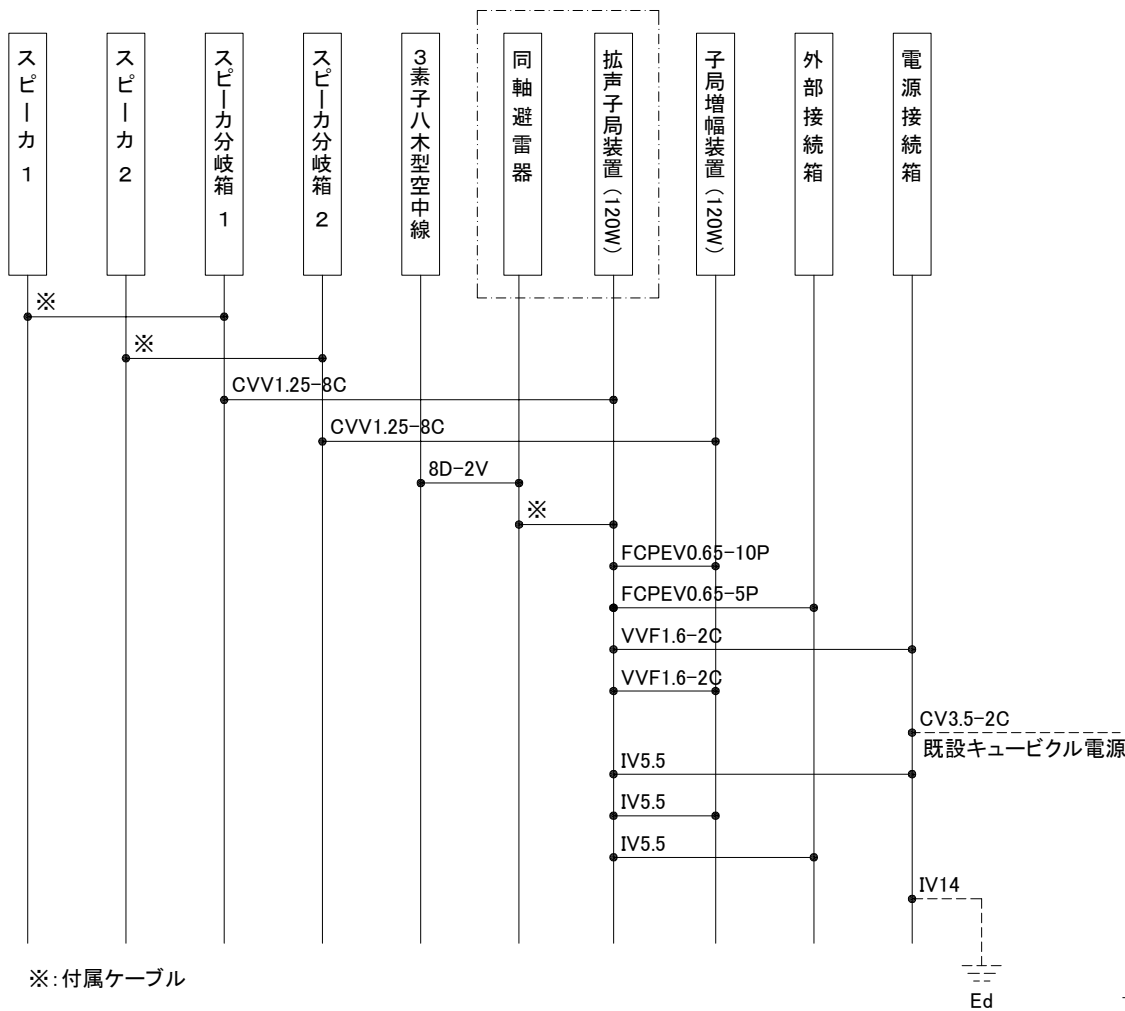 スピーカ 1
スピーカ 2
スピーカ分岐箱 1
スピーカ分岐箱 2
3素子八木型空中線
同軸避雷器
拡声子局装置(120W)
子局増幅装置(120W)
外部接続箱
電源接続箱
※
※
CVV1.25-8C
CVV1.25-8C
8D-2V
※
FCPEV0.65-10P
FCPEV0.65-5P
VVF1.6-2C
VVF1.6-2C
CV3.5-2C
既設キュービクル電源
IV5.5
IV5.5
IV5.5
IV14
※:付属ケーブル
Ed